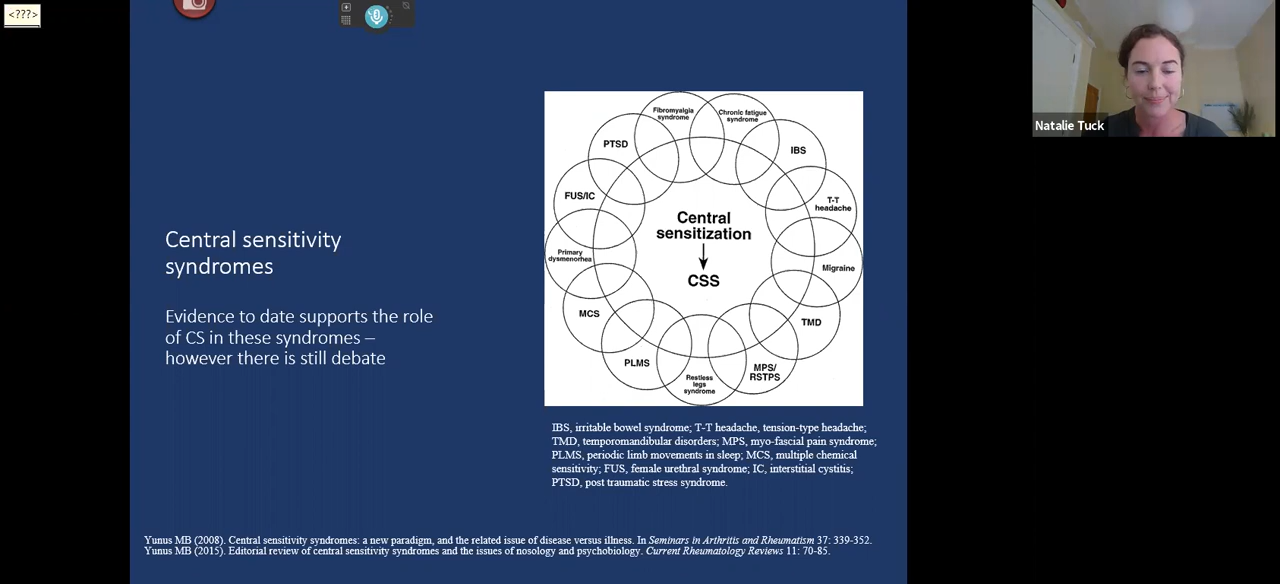 <???>
Natalie Tuck
Central sensitivity
syndromes
Evidence to date supports the role
of CS in these syndromes –
however there is still debate
Fibromyalgia
syndrome
Chronic fatigue
syndrome
IBS
T-T
headache
Migraine
TMD
MPS/
RSTPS
Restless
legs
syndrome
PLMS
MCS
Primary
dysmenorhea
FUS/IC
PTSD
Central
sensitization
CSS
IBS, irritable bowel syndrome; T-T headache, tension-type headache;
TMD, temporomandibular disorders; MPS, myo-fascial pain syndrome;
PLMS, periodic limb movements in sleep; MCS, multiple chemical
sensitivity; FUS, female urethral syndrome; IC, interstitial cystitis;
PTSD, post traumatic stress syndrome.
Yunus MB (2008). Central sensitivity syndromes: a new paradigm, and the related issue of disease versus illness. In Seminars in Arthritis and Rheumatism 37: 339-352.
Yunus MB (2015). Editorial review of central sensitivity syndromes and the issues of nosology and psychobiology. Current Rheumatology Reviews 11: 70-85.